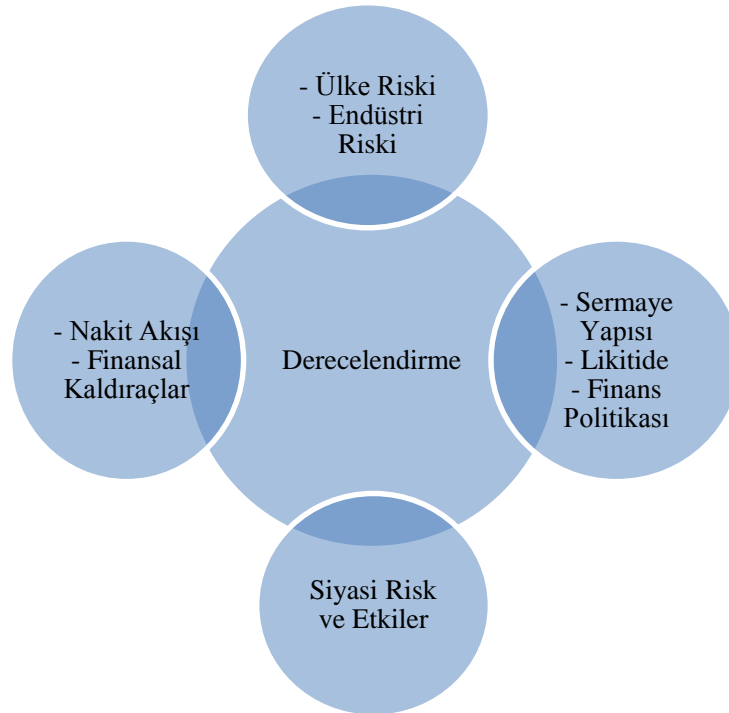 - Ülke Riski
- Endüstri
Riski
- Nakit Akışı
- Finansal
Kaldıraçlar
Derecelendirme
- Sermaye
Yapısı
- Likitide
- Finans
Politikası
Siyasi Risk
ve Etkiler